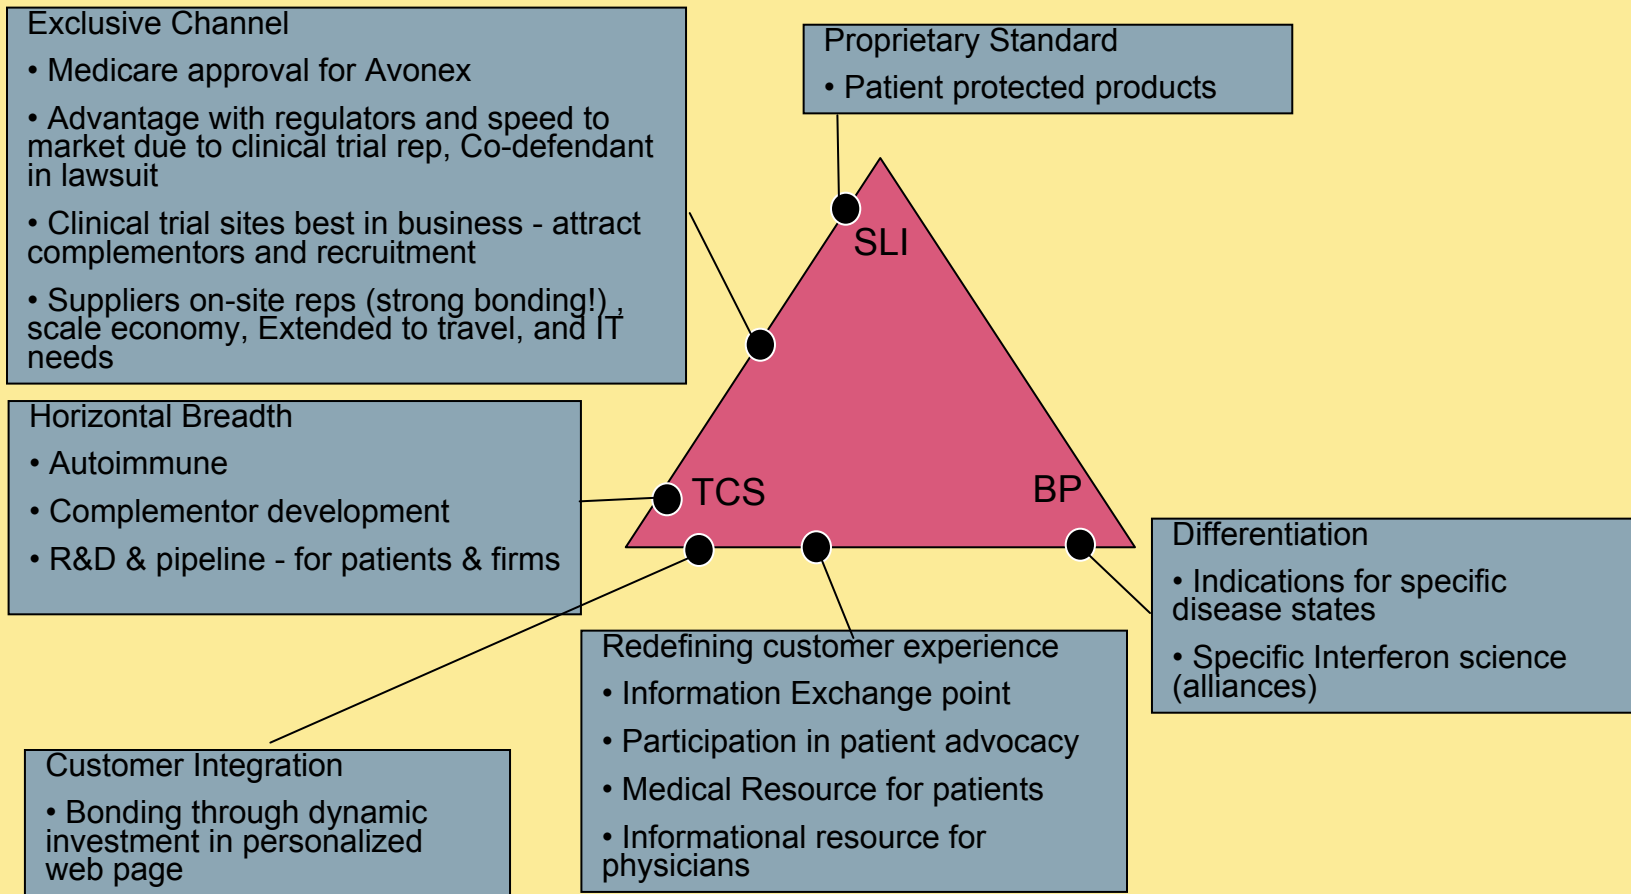 Exclusive Channel
• Medicare approval for Avonex
• Advantage with regulators and speed to
market due to clinical trial rep, Co-defendant
in lawsuit
• Clinical trial sites best in business - attract
complementors and recruitment
• Suppliers on-site reps (strong bonding!) ,
scale economy, Extended to travel, and IT
needs
Proprietary Standard
• Patient protected products
SLI
Horizontal Breadth
• Autoimmune
• Complementor development
• R&D & pipeline - for patients & firms
TCS
BP
Differentiation
• Indications for specific
disease states
• Specific Interferon science
(alliances)
Redefining customer experience
• Information Exchange point
• Participation in patient advocacy
• Medical Resource for patients
• Informational resource for
physicians
Customer Integration
• Bonding through dynamic
investment in personalized
web page